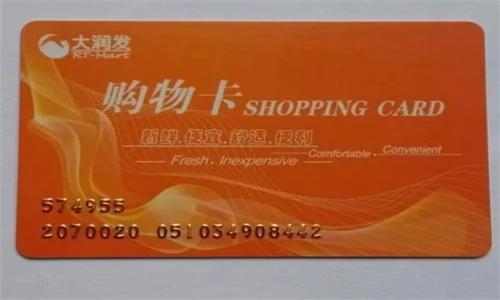 大润发
RT-Mart
购物卡 SHOPPING CARD
新鲜.便宜.舒适.便利
Fresh . Inexpensive Comfortable . Convenient
574955
2070020 051034908442